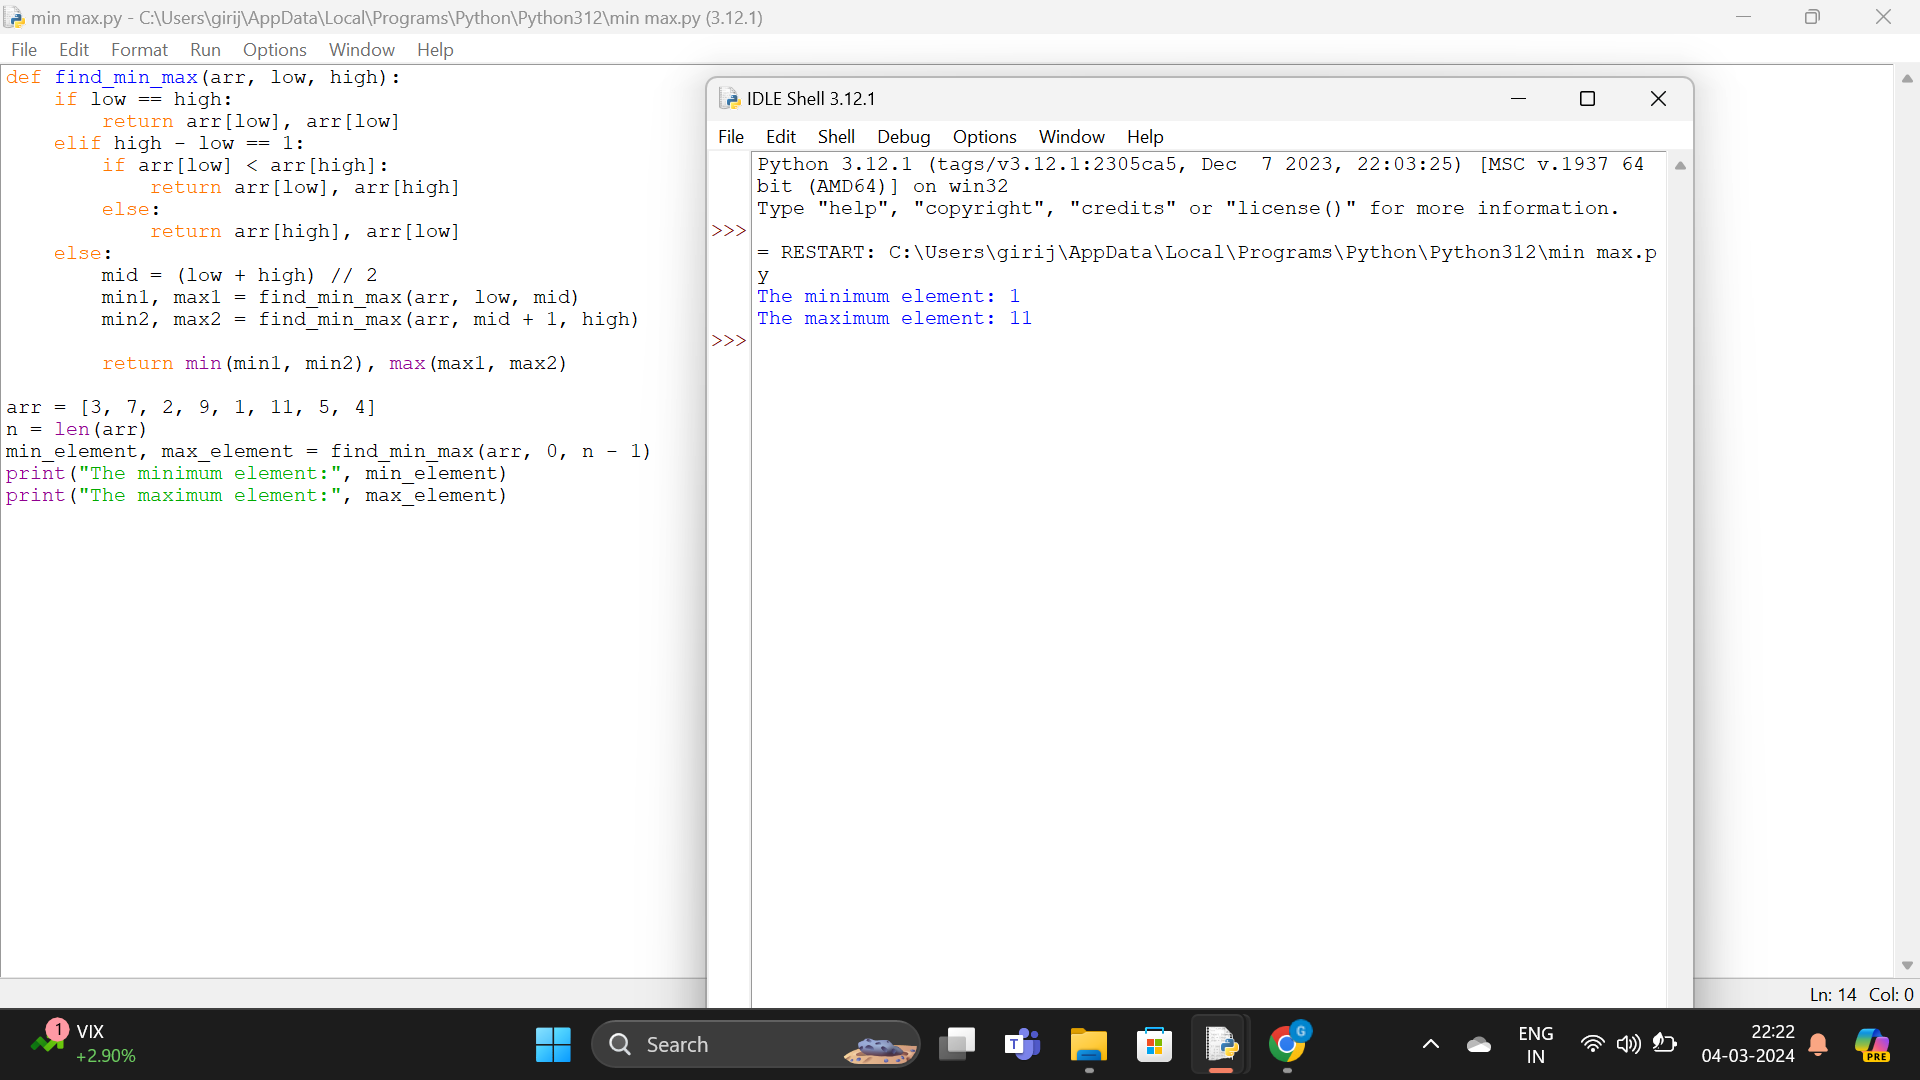 min max.py - C:\Users\girij\AppData\Local\Programs\Python\Python312\min max.py (3.12.1)
File Edit Format Run Options Window Help
def find_min_max(arr, low, high):
    if low == high:
        return arr[low], arr[low]
    elif high - low == 1:
        if arr[low] < arr[high]:
            return arr[low], arr[high]
        else:
            return arr[high], arr[low]
    else:
        mid = (low + high) // 2
        min1, max1 = find_min_max(arr, low, mid)
        min2, max2 = find_min_max(arr, mid + 1, high)
        return min(min1, min2), max(max1, max2)
arr = [3, 7, 2, 9, 1, 11, 5, 4]
n = len(arr)
min_element, max_element = find_min_max(arr, 0, n - 1)
print("The minimum element:", min_element)
print("The maximum element:", max_element)
IDLE Shell 3.12.1
File Edit Shell Debug Options Window Help
Python 3.12.1 (tags/v3.12.1:2305ca5, Dec  7 2023, 22:03:25) [MSC v.1937 64
bit (AMD64)] on win32
Type "help", "copyright", "credits" or "license()" for more information.
>>>
= RESTART: C:\Users\girij\AppData\Local\Programs\Python\Python312\min max.p
y
The minimum element: 1
The maximum element: 11
>>>
Ln: 14 Col: 0
1
VIX
+2.90%
Search
T
G
ENG
IN
22:22
04-03-2024
PRE